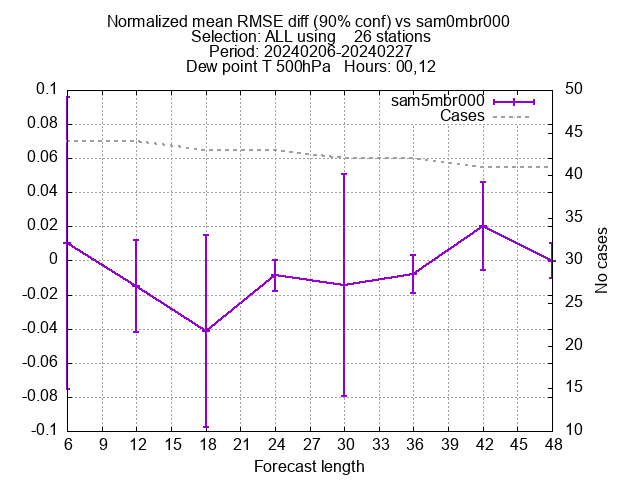 Normalized mean RMSE diff (90% conf) vs sam0mbr000
Selection: ALL using    26 stations
Period: 20240206-20240227
Dew point T 500hPa   Hours: 00,12
sam5mbr000
Cases
0.1
0.08
0.06
0.04
0.02
0
-0.02
-0.04
-0.06
-0.08
-0.1
50
45
40
35
30
25
20
15
10
No cases
6 12 15 18 21 24 27 30 33 36 39 42 45 48
Forecast length